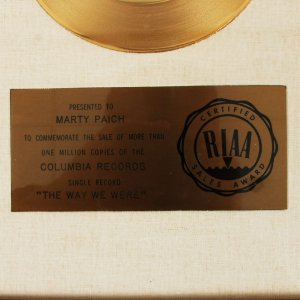 PRESENTED TO
MARTY PAICH
TO COMMEMORATE THE SALE OF MORE THAN
ONE MILLION COPIES OF THE
COLUMBIA RECORDS
SINGLE RECORD
"THE WAY WE WERE"
CERTIFIED
RIAA
SALES AWARD